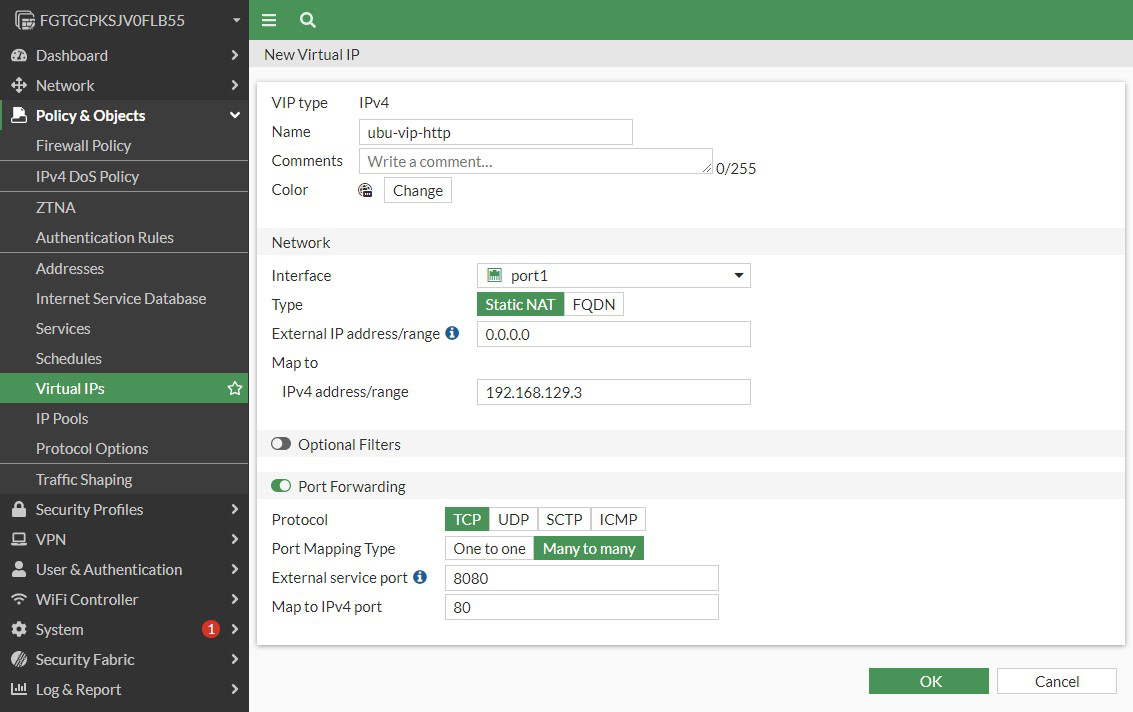 FGTGCPKSJV0FLB55
Dashboard
Network
Policy & Objects
Firewall Policy
IPv4 DoS Policy
ZTNA
Authentication Rules
Addresses
Internet Service Database
Services
Schedules
Virtual IPs
IP Pools
Protocol Options
Traffic Shaping
Security Profiles
VPN
User & Authentication
WiFi Controller
System 1
Security Fabric
Log & Report
New Virtual IP
VIP type IPv4
Name ubu-vip-http
Comments Write a comment... 0/255
Color Change
Network
Interface port1
Type Static NAT FQDN
External IP address/range 0.0.0.0
Map to
IPv4 address/range 192.168.129.3
Optional Filters
Port Forwarding
Protocol TCP UDP SCTP ICMP
Port Mapping Type One to one Many to many
External service port 8080
Map to IPv4 port 80
OK Cancel